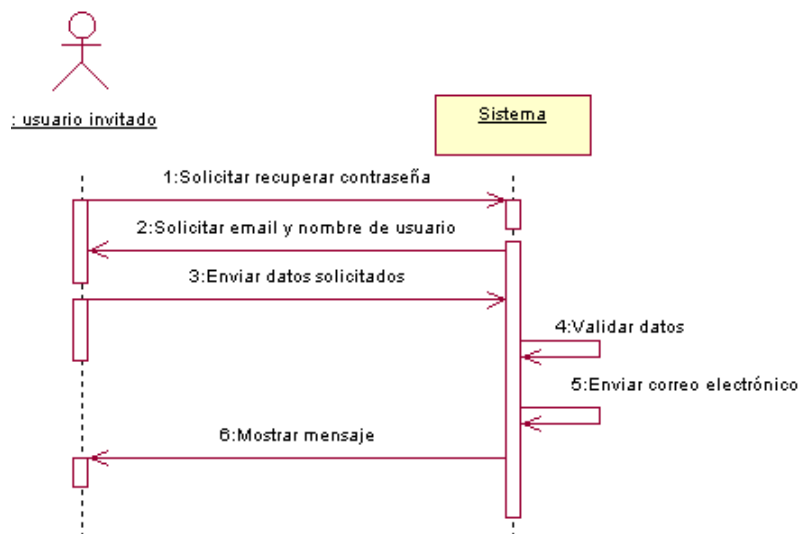 : usuario invitado
Sistema
1:Solicitar recuperar contraseña
2:Solicitar email y nombre de usuario
3:Enviar datos solicitados
4:Validar datos
5:Enviar correo electrónico
6:Mostrar mensaje